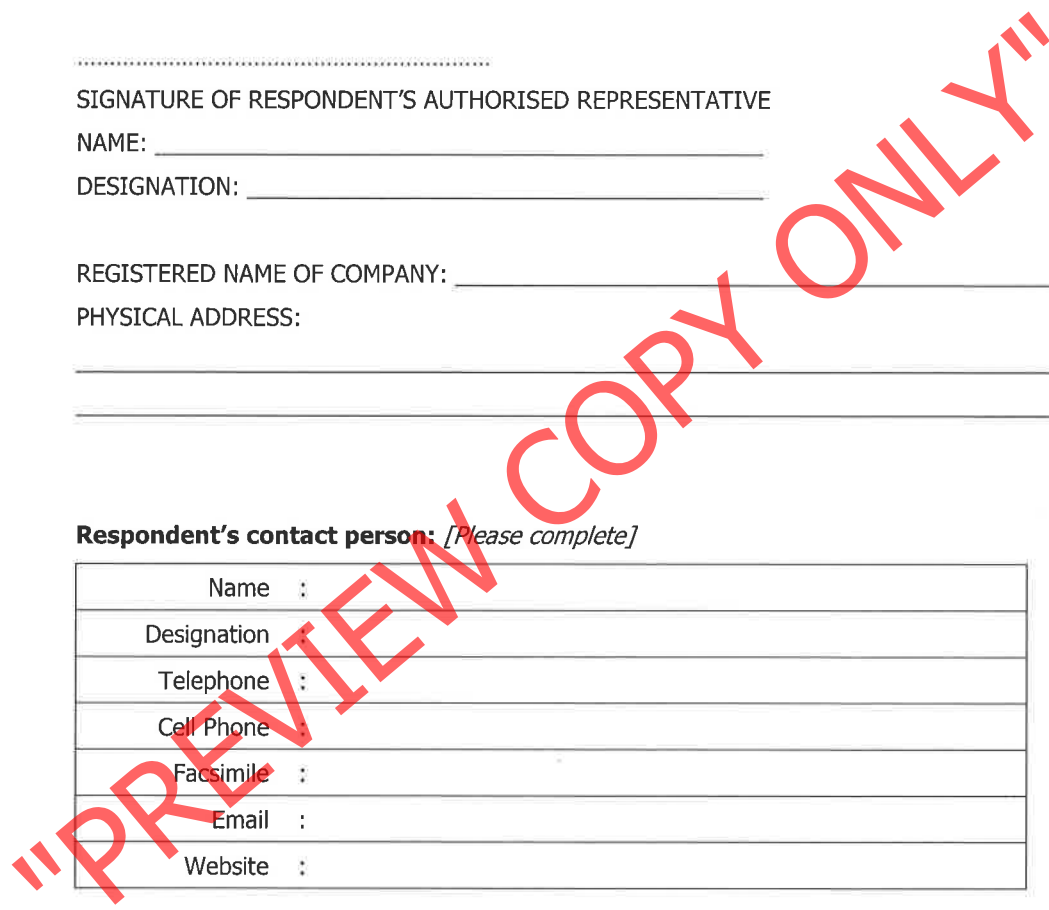 SIGNATURE OF RESPONDENT'S AUTHORISED REPRESENTATIVE
NAME:
DESIGNATION:
REGISTERED NAME OF COMPANY:
PHYSICAL ADDRESS:
Respondent's contact person: [Please complete]
Name :
Designation :
Telephone :
Cell Phone :
Facsimile :
Email :
Website :
"PREVIEW COPY ONLY"